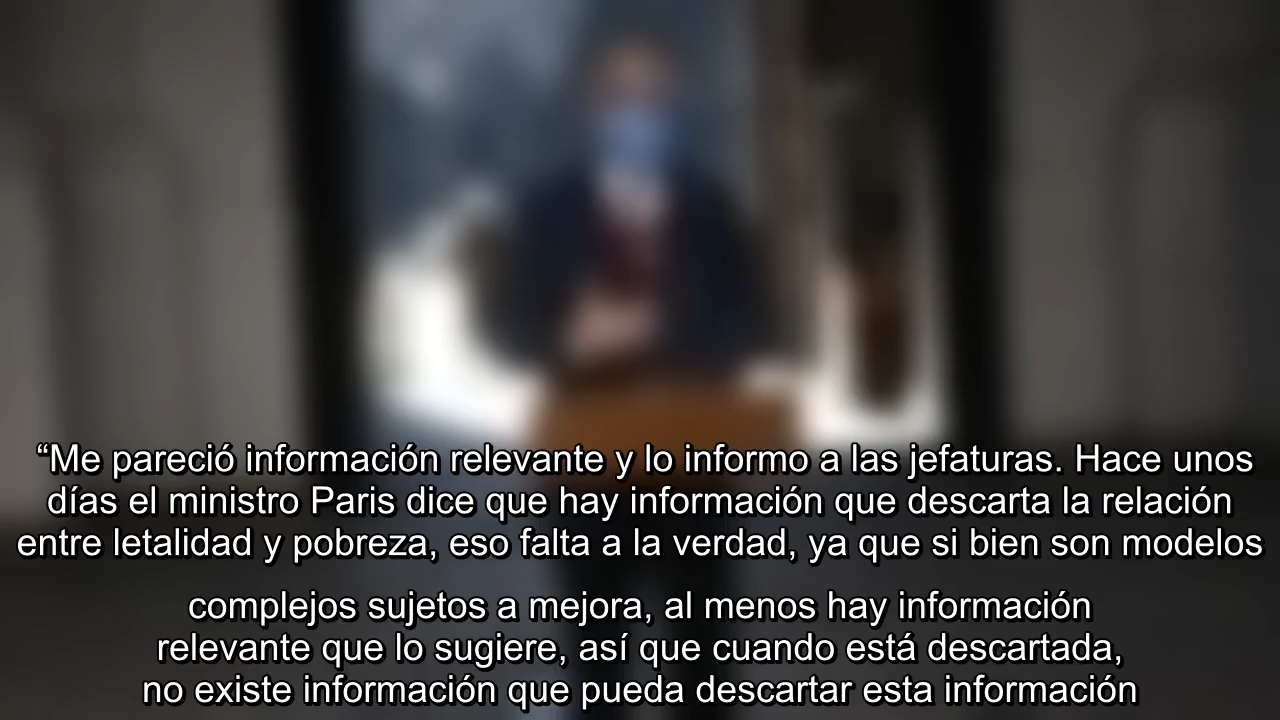 “Me pareció información relevante y lo informo a las jefaturas. Hace unos
días el ministro Paris dice que hay información que descarta la relación
entre letalidad y pobreza, eso falta a la verdad, ya que si bien son modelos
complejos sujetos a mejora, al menos hay información
relevante que lo sugiere, así que cuando está descartada,
no existe información que pueda descartar esta información